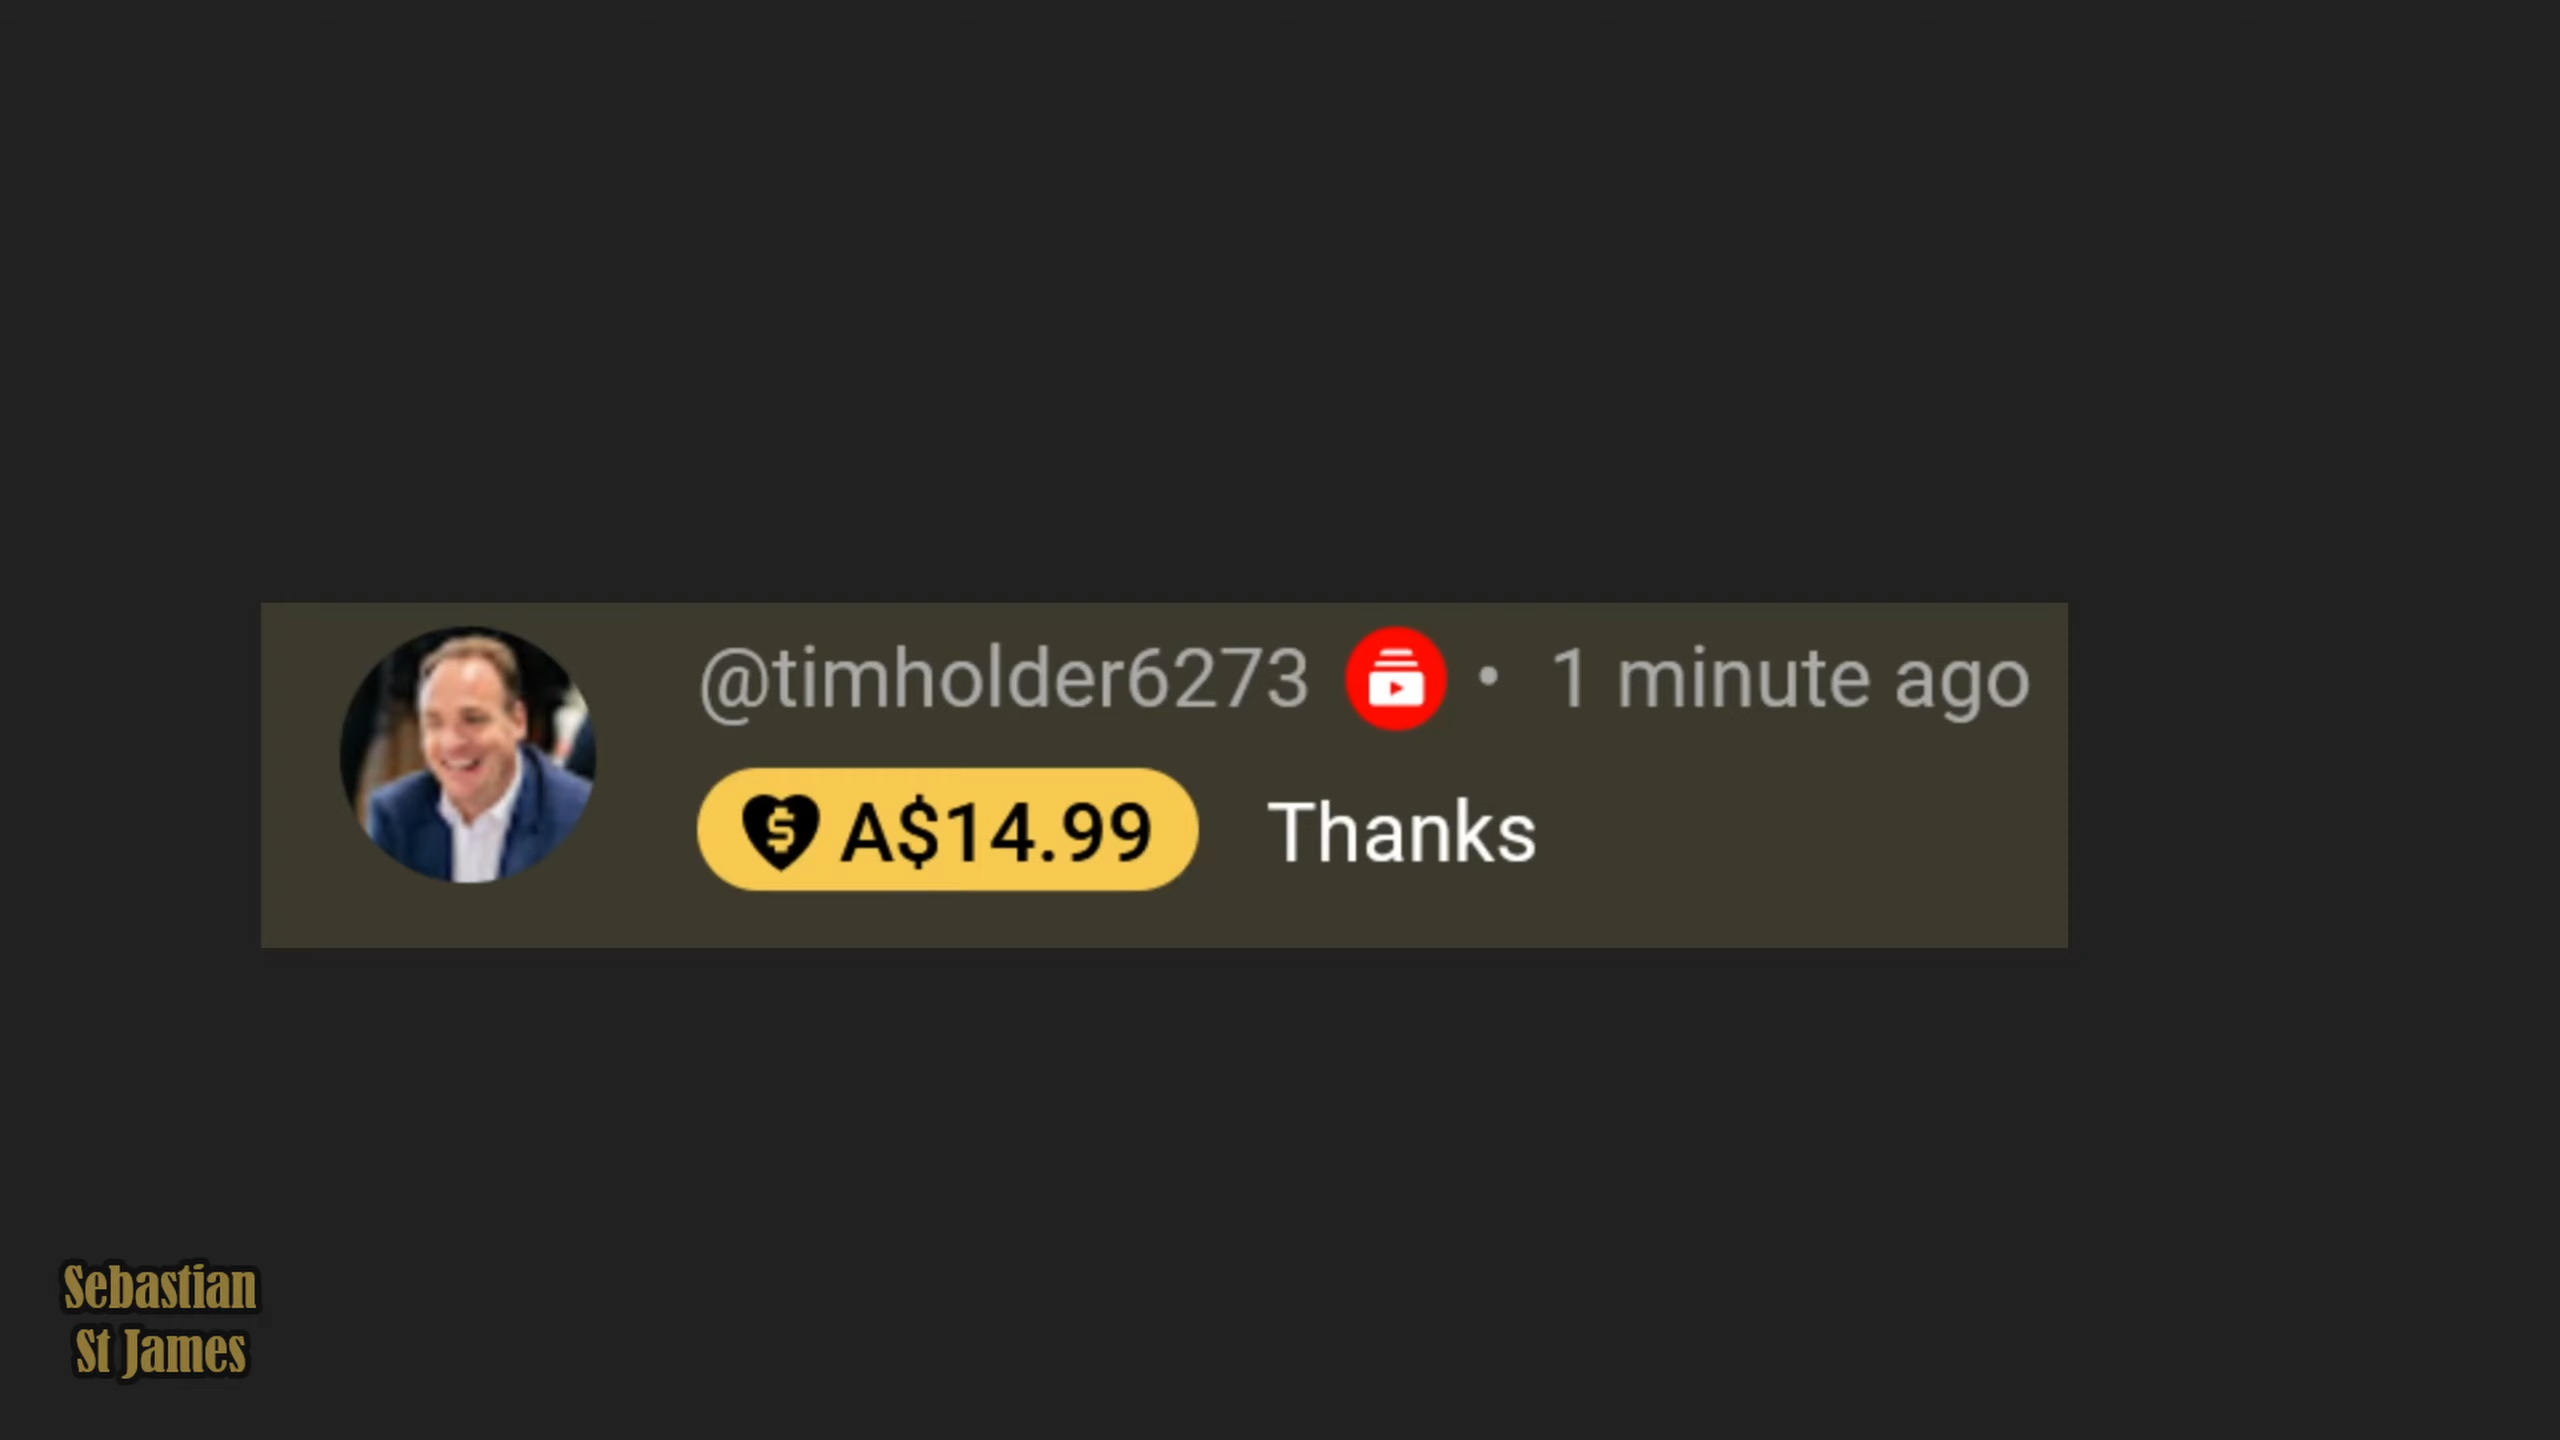 @timholder6273 • 1 minute ago
A$14.99 Thanks
Sebastian
St James